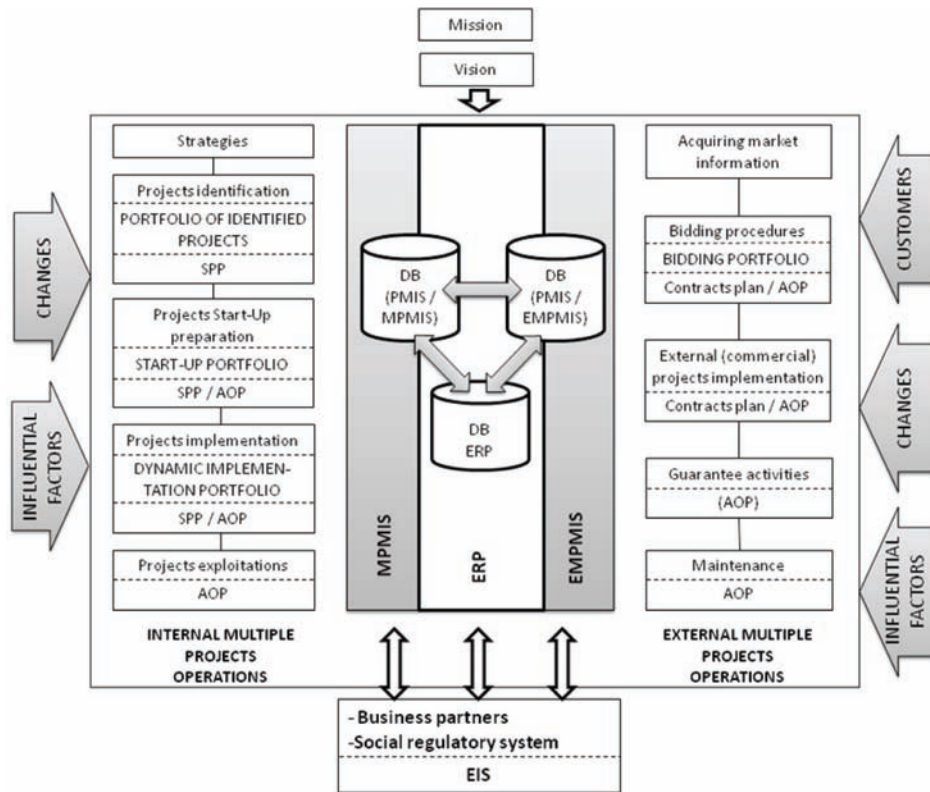 Mission
Vision
CHANGES
INFLUENTIAL
FACTORS
Strategies
Projects identification
PORTFOLIO OF IDENTIFIED
PROJECTS
SPP
Projects Start-Up
preparation
START-UP PORTFOLIO
SPP / AOP
Projects implementation
DYNAMIC IMPLEMEN-
TATION PORTFOLIO
SPP / AOP
Projects exploitations
AOP
INTERNAL MULTIPLE
PROJECTS
OPERATIONS
DB
(PMIS /
MPMIS)
DB
(PMIS /
EMPMIS)
DB
ERP
MPMIS
ERP
EMPMIS
Acquiring market
information
Bidding procedures
BIDDING PORTFOLIO
Contracts plan / AOP
External (commercial)
projects implementation
Contracts plan / AOP
Guarantee activities
(AOP)
Maintenance
AOP
EXTERNAL MULTIPLE
PROJECTS
OPERATIONS
CUSTOMERS
CHANGES
INFLUENTIAL
FACTORS
- Business partners
-Social regulatory system
EIS